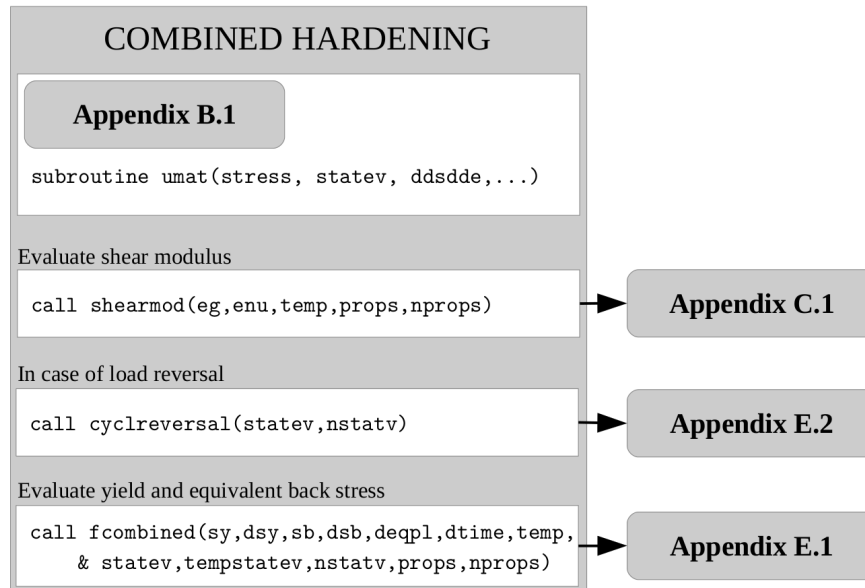 COMBINED HARDENING
Appendix B.1
subroutine umat(stress, statev, ddsdde,...)
Evaluate shear modulus
call shearmod(eg,enu,temp,props,nprops)
Appendix C.1
In case of load reversal
call cyclreversal(statev,nstatv)
Appendix E.2
Evaluate yield and equivalent back stress
call fcombined(sy,dsy,sb,dsb,deqpl,dtime,temp,
& statev,tempstatev,nstatv,props,nprops)
Appendix E.1